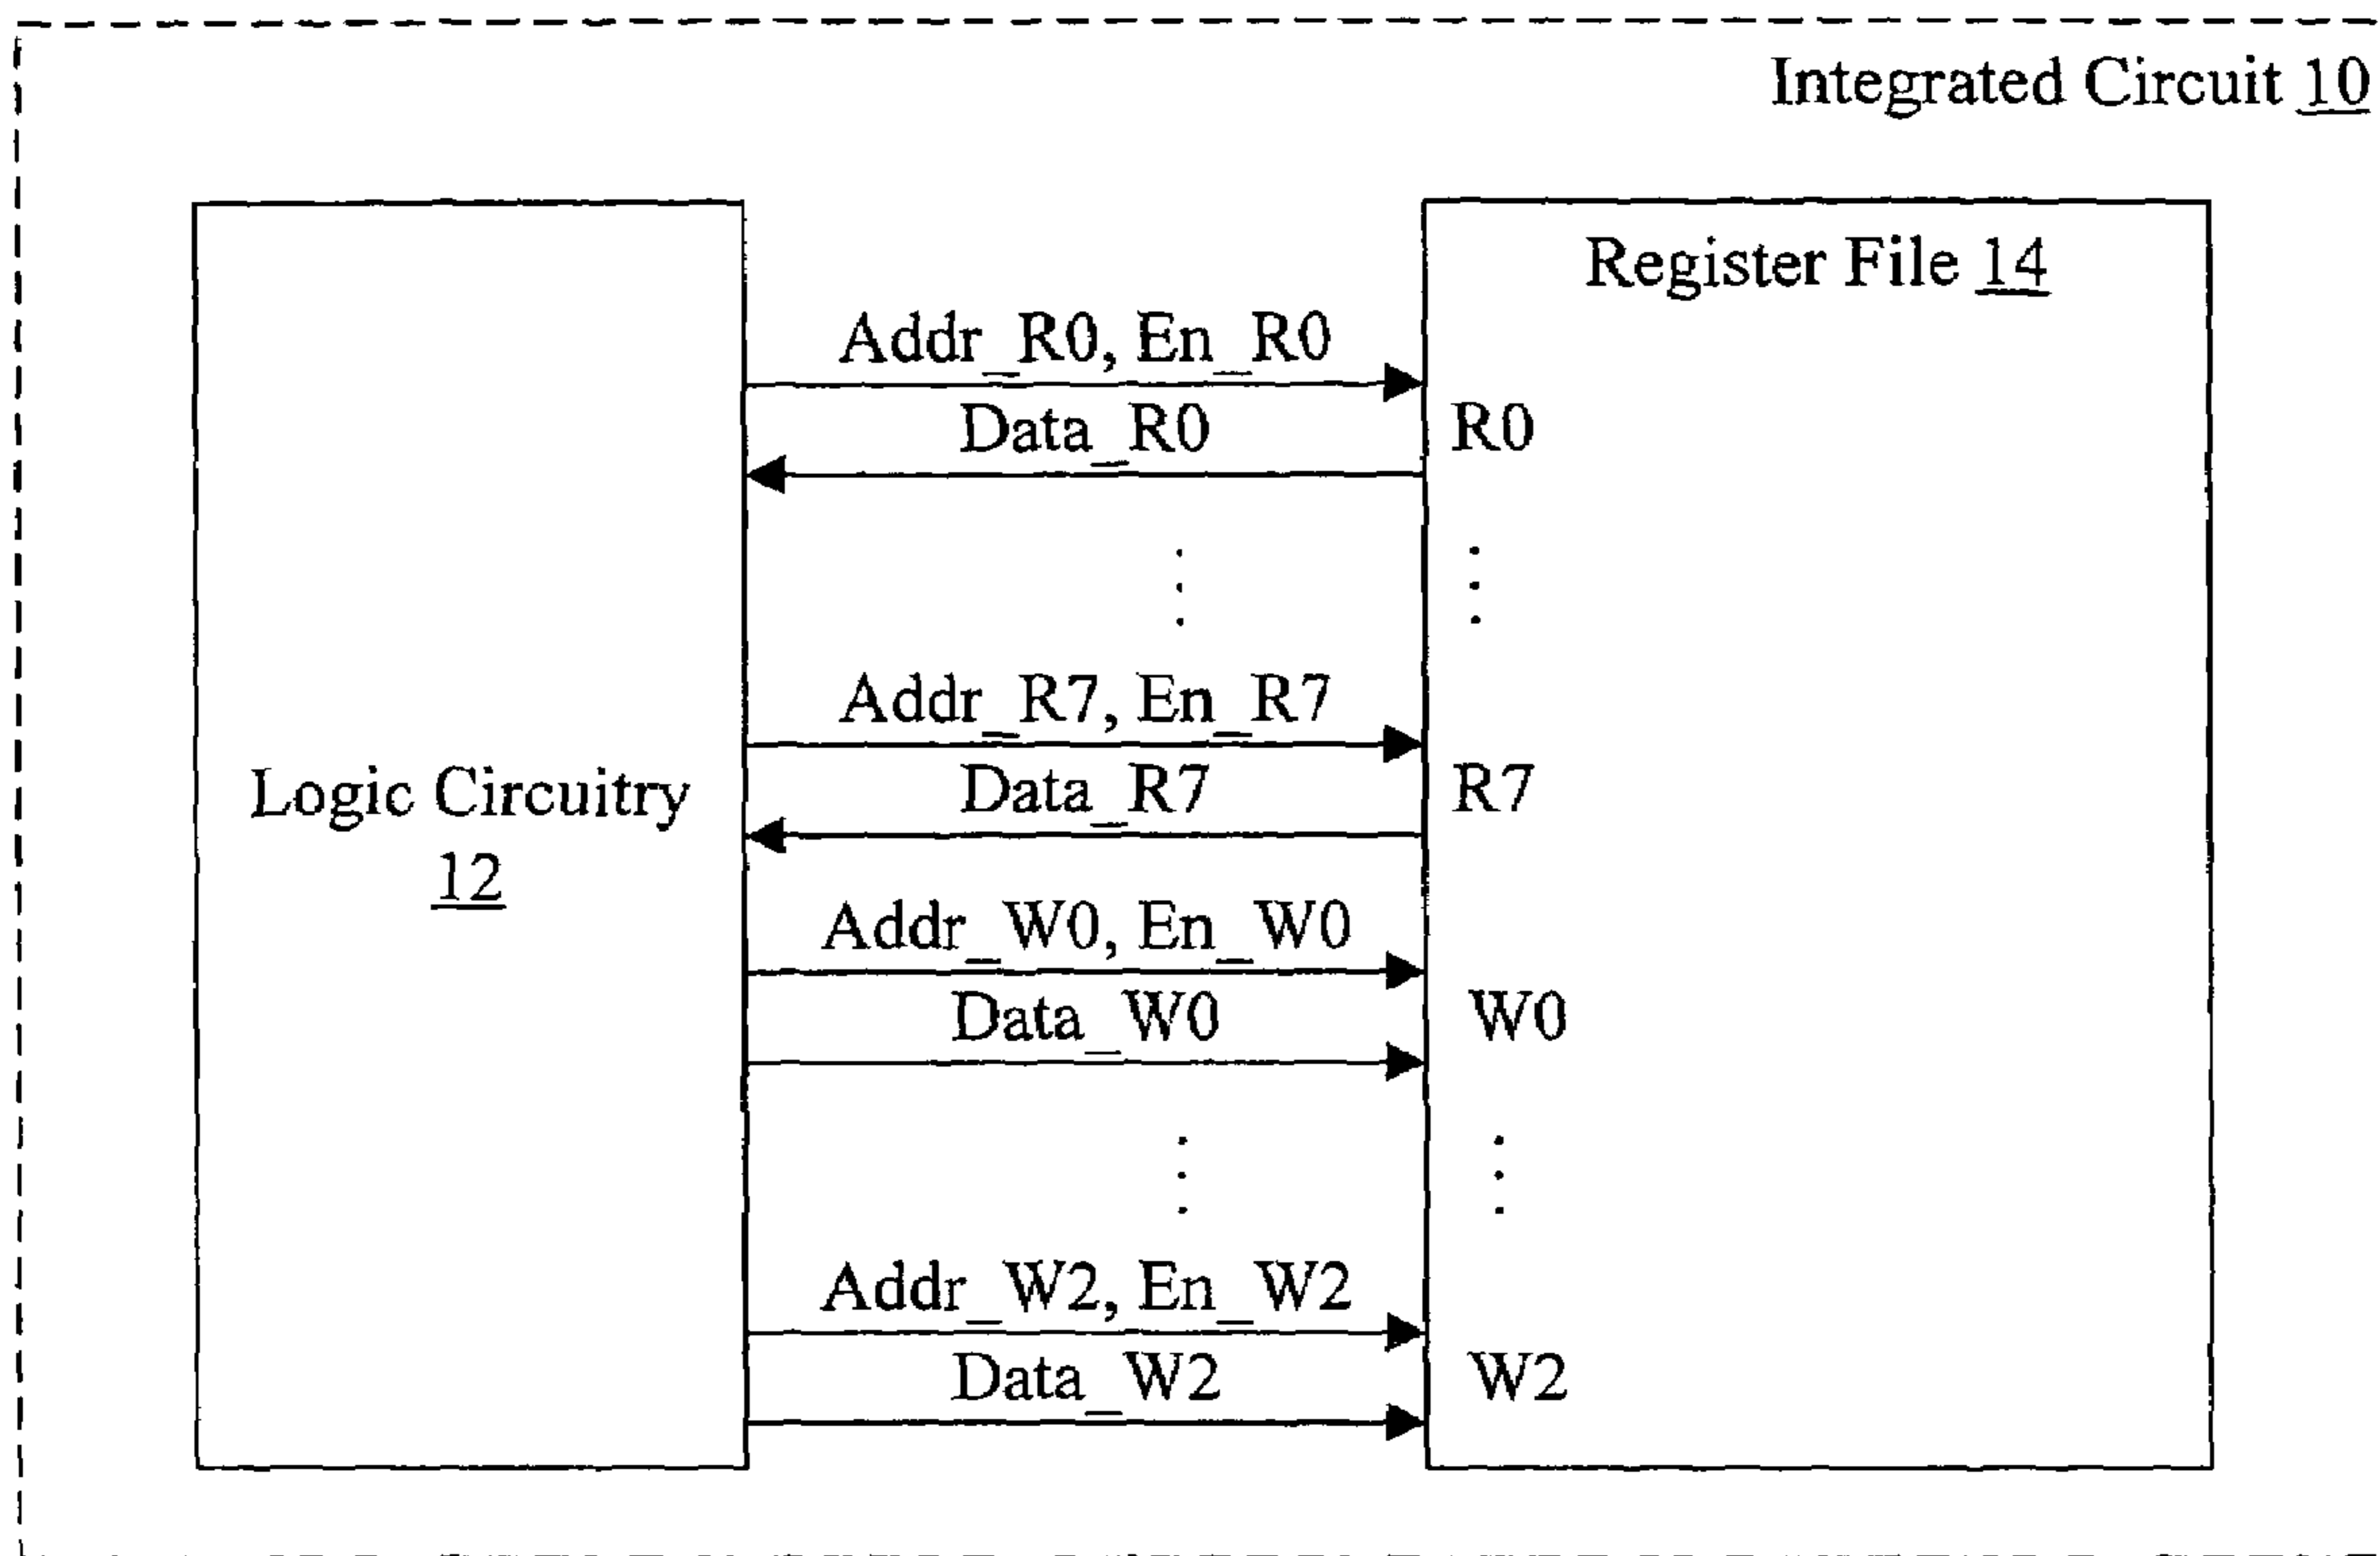 Integrated Circuit 10
Register File 14
Addr_R0, En_R0
Data_R0
R0
Addr_R7, En_R7
Data_R7
R7
Logic Circuitry
12
Addr_W0, En_W0
Data_W0
W0
Addr_W2, En_W2
Data_W2
W2